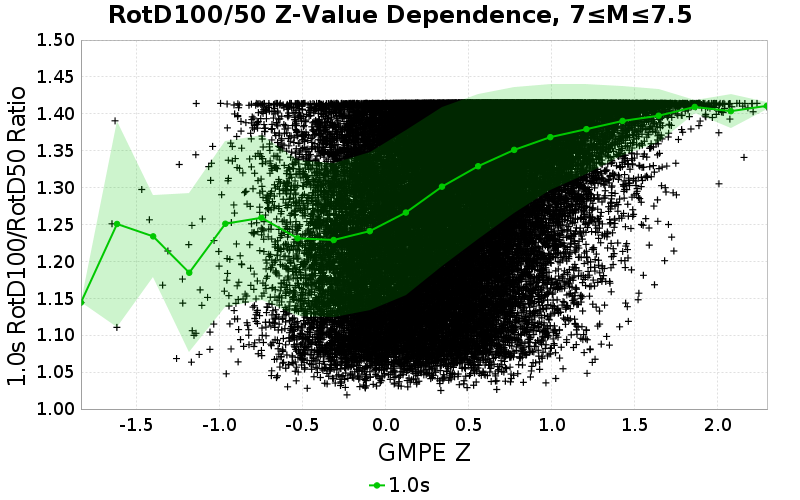 RotD100/50 Z-Value Dependence, 7≤M≤7.5
1.0s RotD100/RotD50 Ratio
1.50
1.45
1.40
1.35
1.30
1.25
1.20
1.15
1.10
1.05
1.00
-1.5 -1.0 -0.5 0.0 0.5 1.0 1.5 2.0
GMPE Z
1.0s